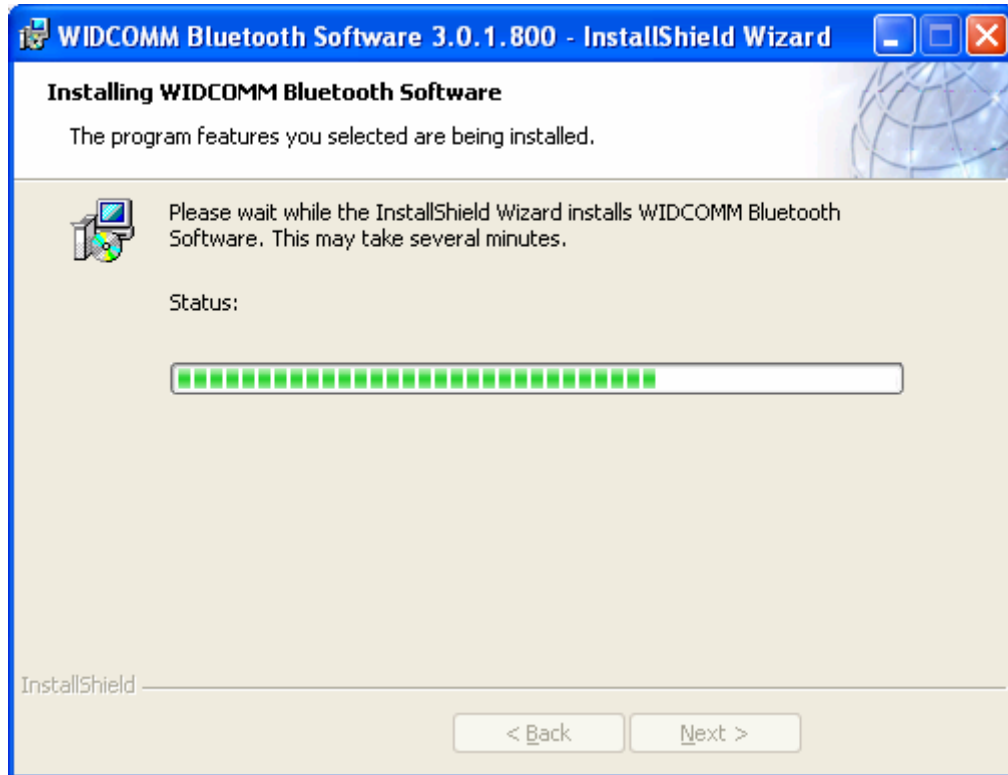 WIDCOMM Bluetooth Software 3.0.1.800 - InstallShield Wizard
Installing WIDCOMM Bluetooth Software
The program features you selected are being installed.
Please wait while the InstallShield Wizard installs WIDCOMM Bluetooth
Software. This may take several minutes.
Status:
InstallShield
< Back
Next >